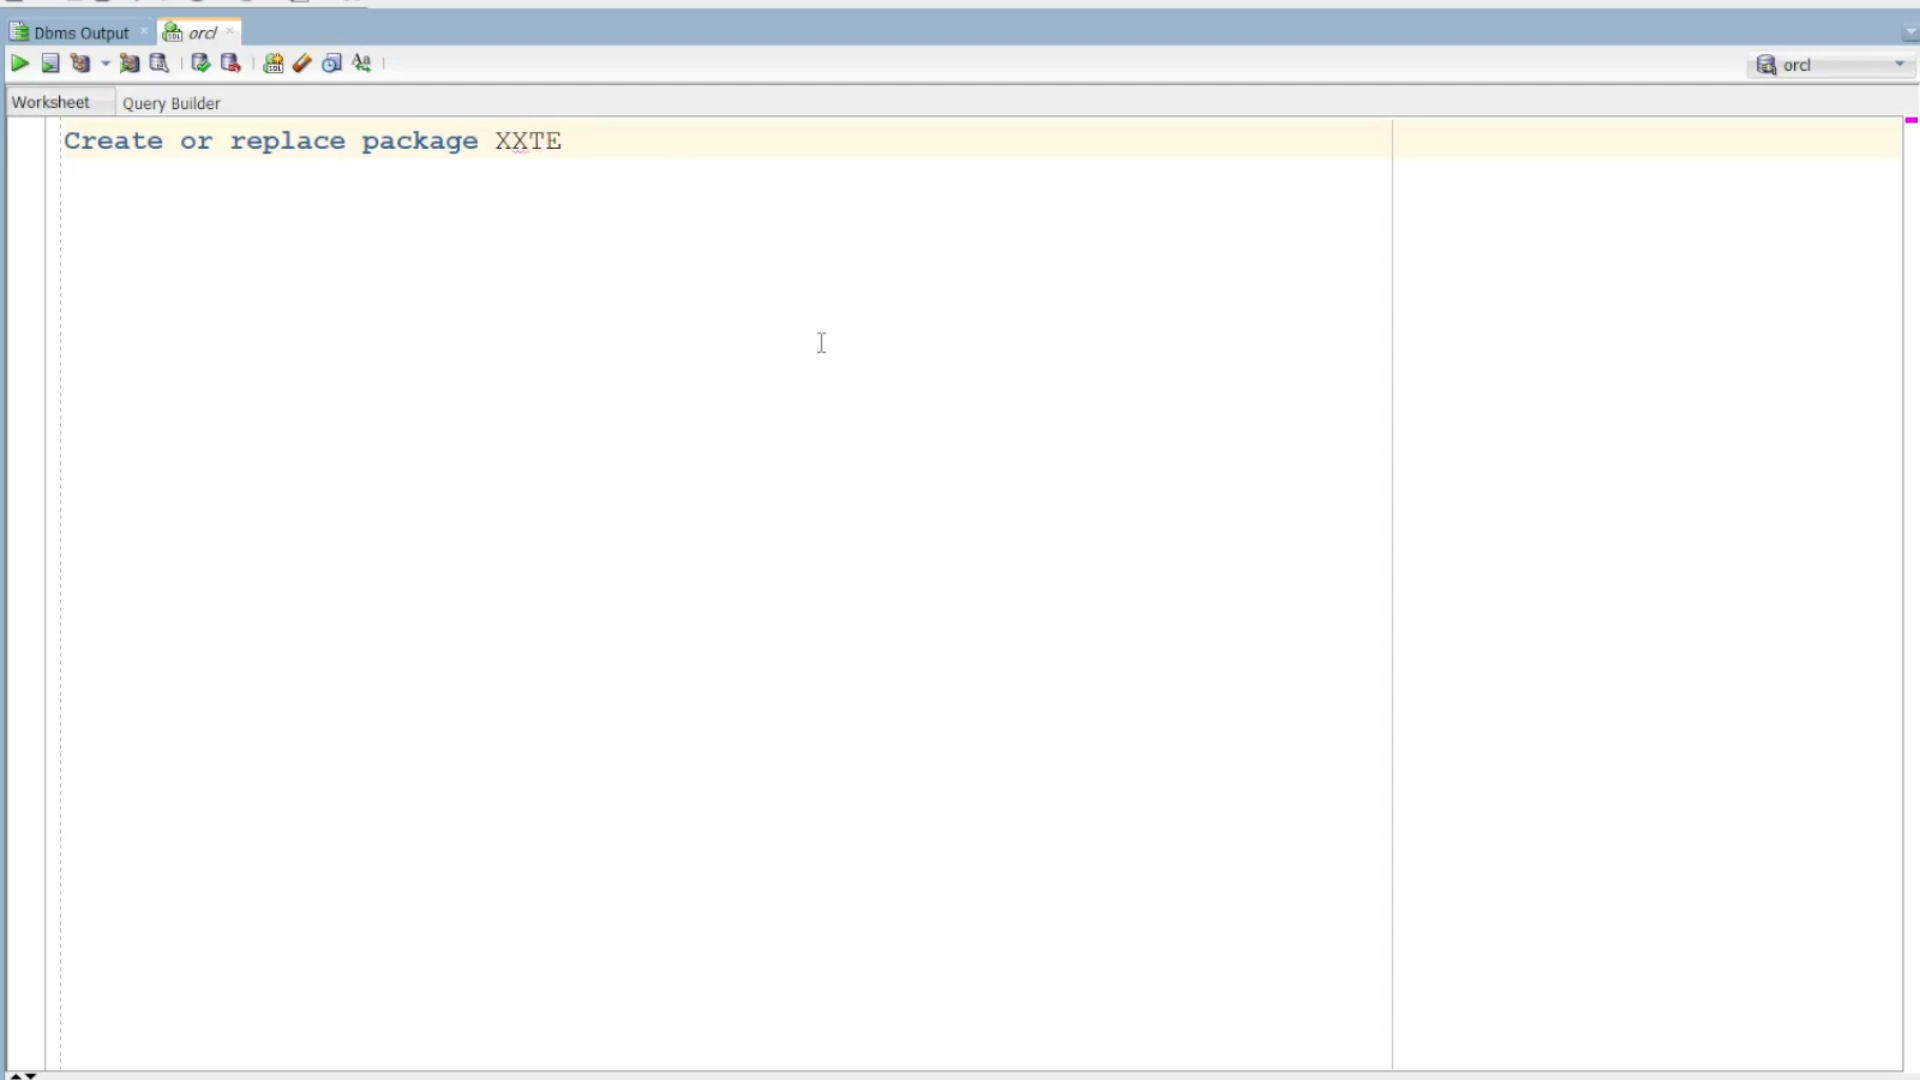 Dbms Output
orcl
orcl
Worksheet
Query Builder
Create or replace package XXTE